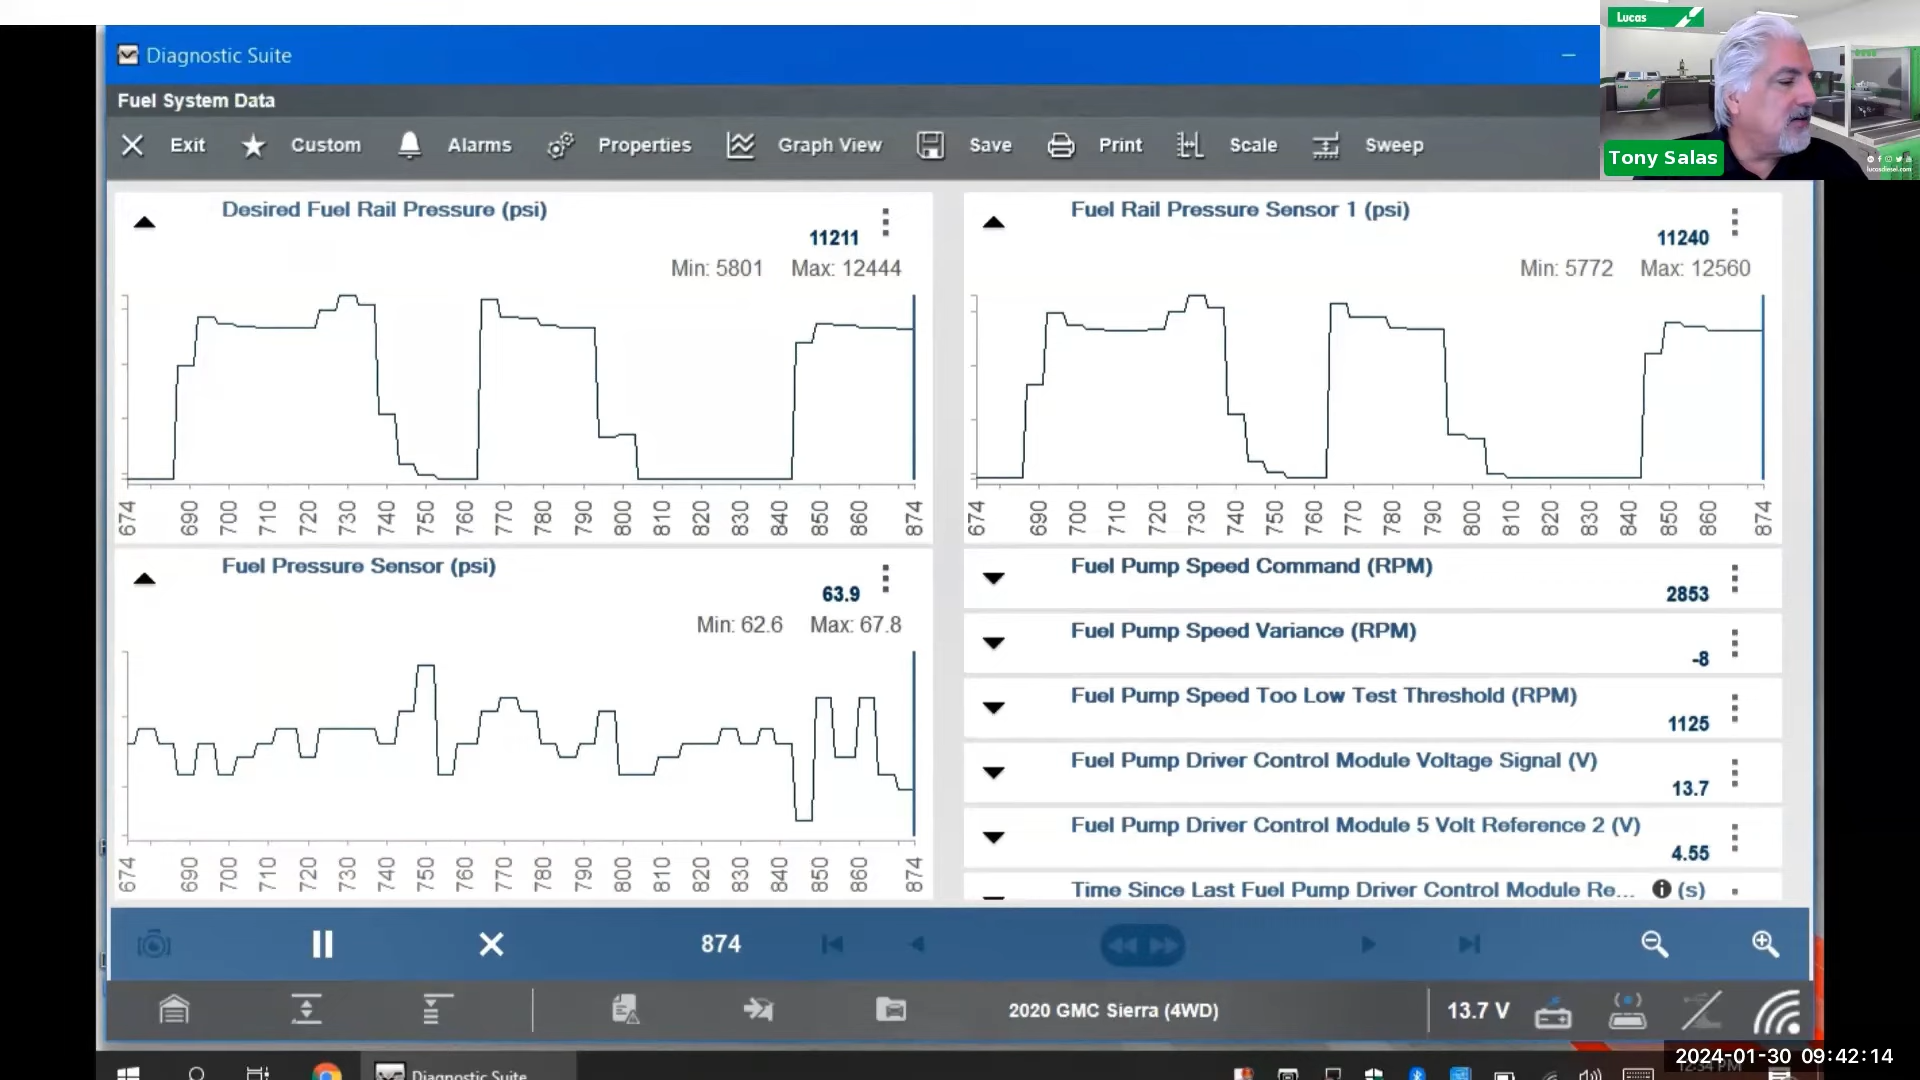 Diagnostic Suite
Lucas
Fuel System Data
Exit Custom Alarms Properties Graph View Save Print Scale Sweep
Tony Salas
Desired Fuel Rail Pressure (psi)
11211
Min: 5801 Max: 12444
674 690 700 710 720 730 740 750 760 770 780 790 800 810 820 830 840 850 860 874
Fuel Rail Pressure Sensor 1 (psi)
11240
Min: 5772 Max: 12560
674 690 700 710 720 730 740 750 760 770 780 790 800 810 820 830 840 850 860 874
Fuel Pressure Sensor (psi)
63.9
Min: 62.6 Max: 67.8
674 690 700 710 720 730 740 750 760 770 780 790 800 810 820 830 840 850 860 874
Fuel Pump Speed Command (RPM)
2853
Fuel Pump Speed Variance (RPM)
-8
Fuel Pump Speed Too Low Test Threshold (RPM)
1125
Fuel Pump Driver Control Module Voltage Signal (V)
13.7
Fuel Pump Driver Control Module 5 Volt Reference 2 (V)
4.55
Time Since Last Fuel Pump Driver Control Module Re... (s)
874
2020 GMC Sierra (4WD)
13.7 V
Diagnostic Suite
2024-01-30 09:42:14
12:34 PM